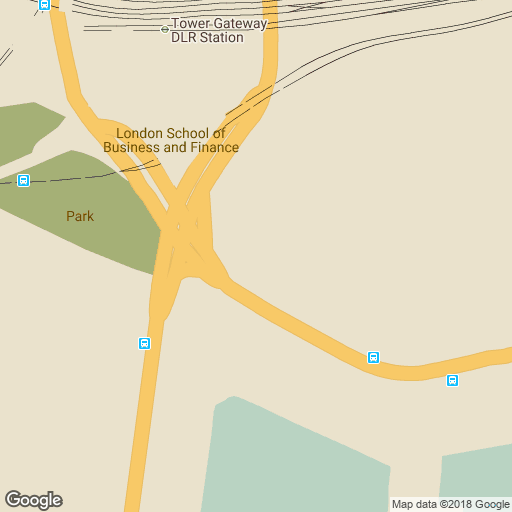 Tower Gateway
DLR Station
London School of
Business and Finance
Park
Google
Map data ©2018 Google